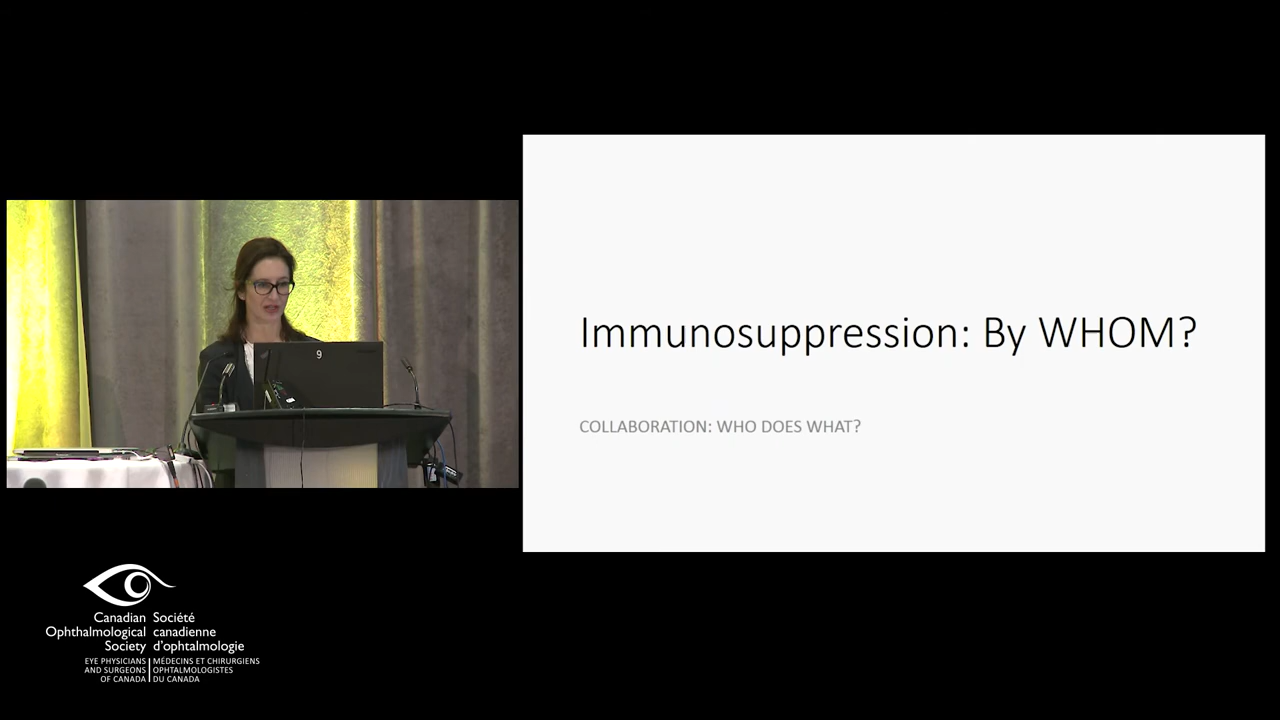 9
Immunosuppression: By WHOM?
COLLABORATION: WHO DOES WHAT?
Canadian Ophthalmological Society
Société canadienne d'ophtalmologie
EYE PHYSICIANS AND SURGEONS OF CANADA
MÉDECINS ET CHIRURGIENS OPHTALMOLOGISTES DU CANADA